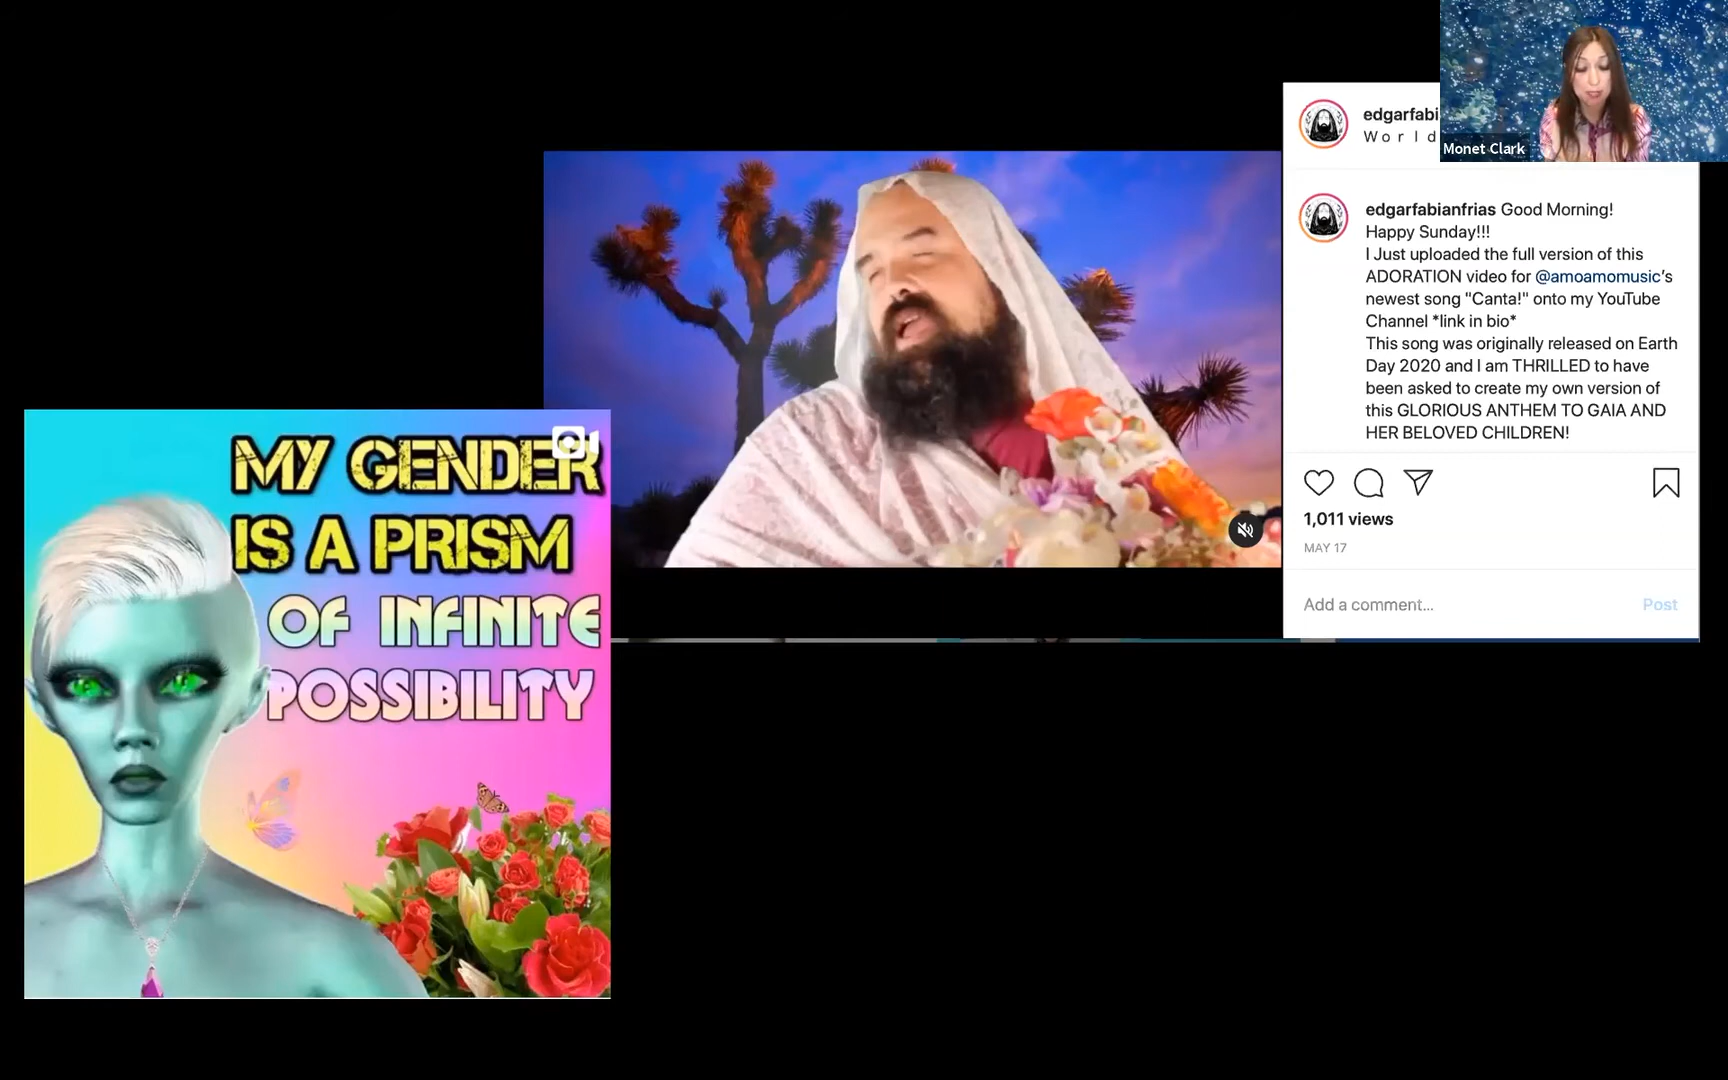 MY GENDER
IS A PRISM
OF INFINITE
POSSIBILITY
edgarfabi
World
Monet Clark
edgarfabianfrias Good Morning!
Happy Sunday!!!
I Just uploaded the full version of this
ADORATION video for @amoamomusic's
newest song "Canta!" onto my YouTube
Channel *link in bio*
This song was originally released on Earth
Day 2020 and I am THRILLED to have
been asked to create my own version of
this GLORIOUS ANTHEM TO GAIA AND
HER BELOVED CHILDREN!
1,011 views
MAY 17
Add a comment...
Post